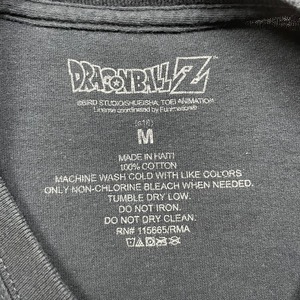 DRAGONBALL Z
©BIRD STUDIO/SHUEISHA, TOEI ANIMATION.
License coordinated by Funimation®
M
MADE IN HAITI
100% COTTON
MACHINE WASH COLD WITH LIKE COLORS
ONLY NON-CHLORINE BLEACH WHEN NEEDED.
TUMBLE DRY LOW.
DO NOT IRON.
DO NOT DRY CLEAN.
RN# 115665/RMA